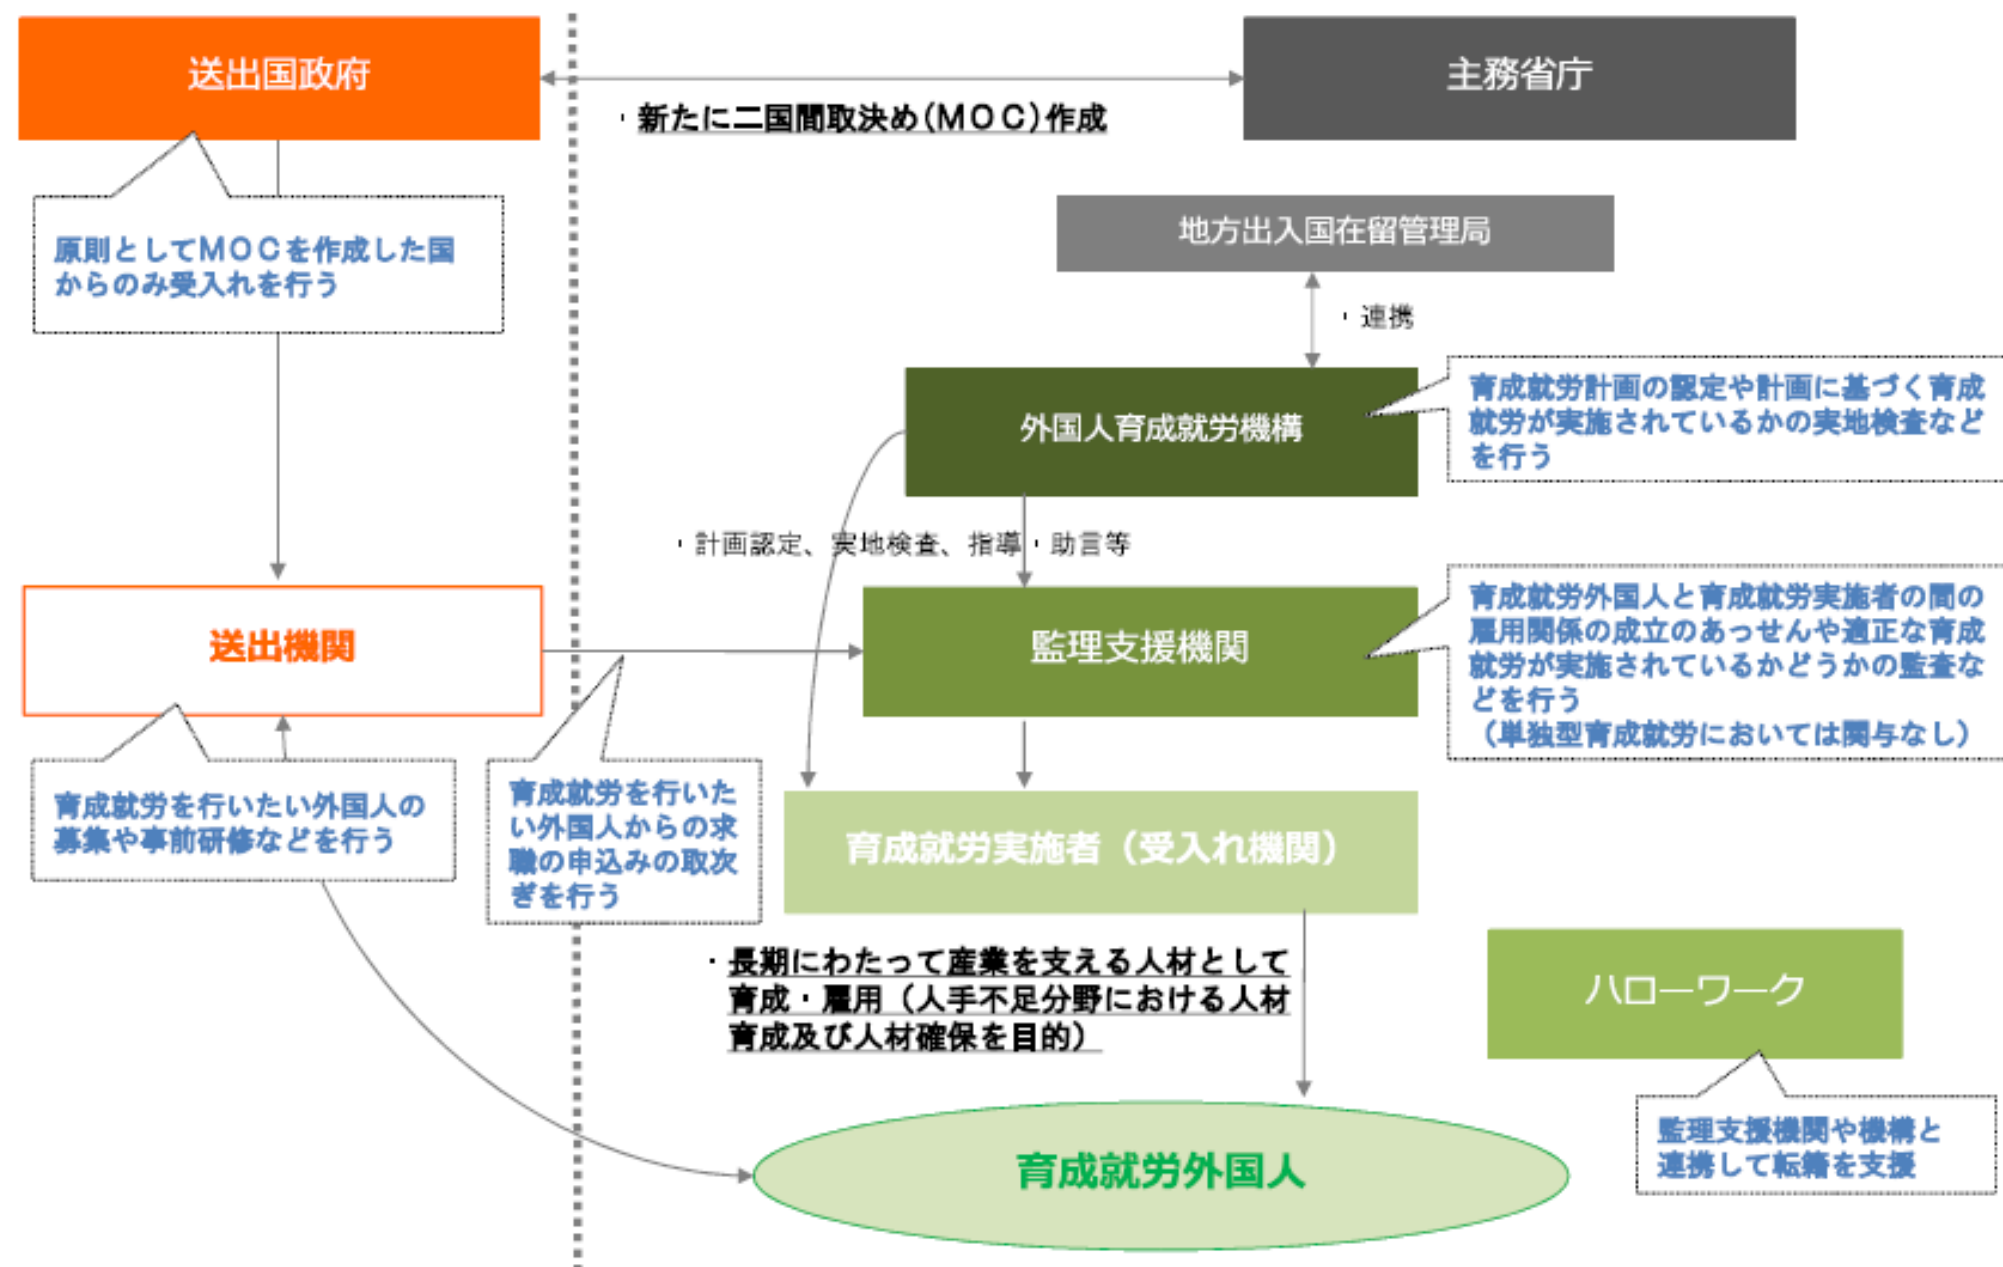 送出国政府
主務省庁
・新たに二国間取決め(ＭＯＣ)作成
原則としてＭＯＣを作成した国
からのみ受入れを行う
地方出入国在留管理局
・連携
外国人育成就労機構
育成就労計画の認定や計画に基づく育成
就労が実施されているかの実地検査など
を行う
・計画認定、実地検査、指導・助言等
送出機関
監理支援機関
育成就労外国人と育成就労実施者の間の
雇用関係の成立のあっせんや適正な育成
就労が実施されているかどうかの監査な
どを行う
（単独型育成就労においては関与なし）
育成就労を行いたい外国人の
募集や事前研修などを行う
育成就労を行いた
い外国人からの求
職の申込みの取次
ぎを行う
育成就労実施者（受入れ機関）
・長期にわたって産業を支える人材として
育成・雇用（人手不足分野における人材
育成及び人材確保を目的）
ハローワーク
監理支援機関や機構と
連携して転籍を支援
育成就労外国人